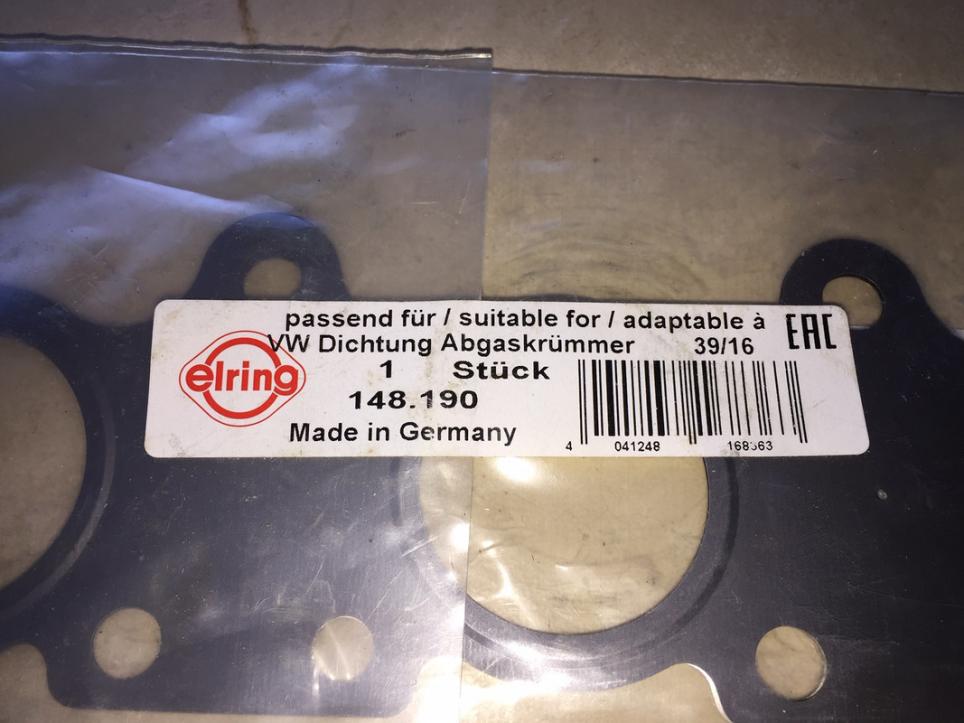 passend für / suitable for / adaptable à
VW Dichtung Abgaskrümmer 39/16
EAC
elring
1 Stück
148.190
Made in Germany
4 041248 168363